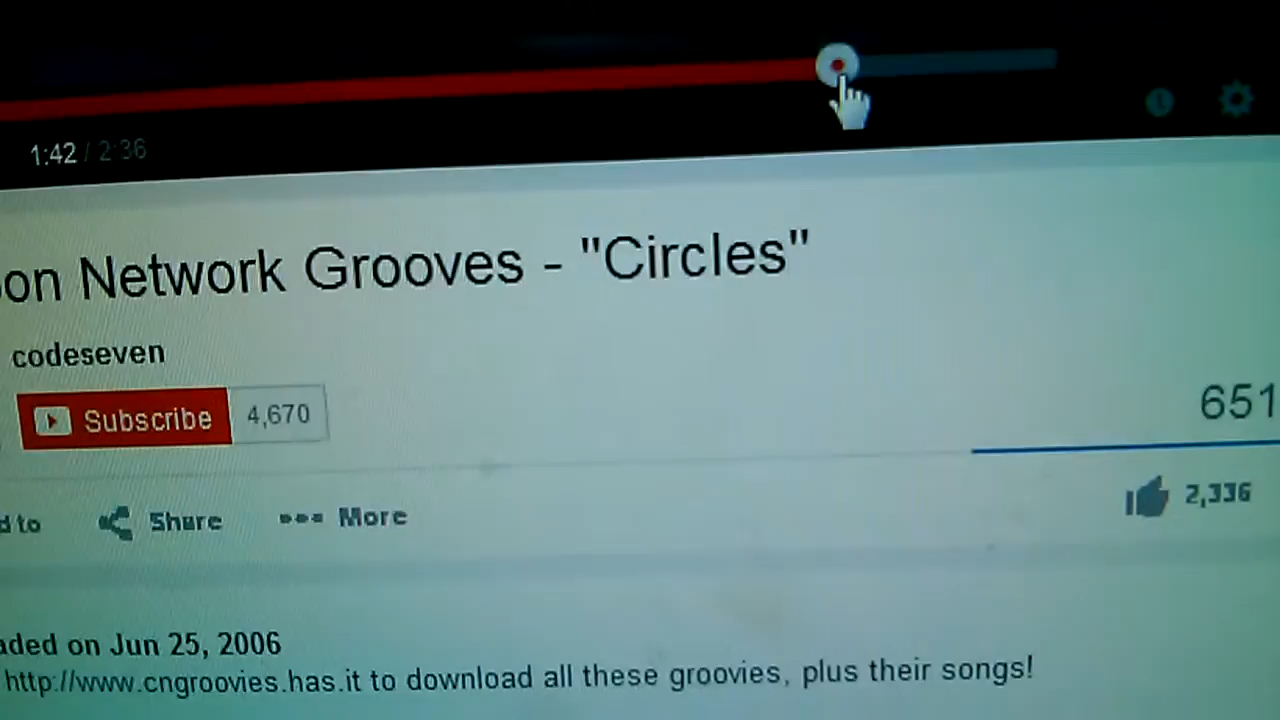 1:42 / 2:36
on Network Grooves - "Circles"
codeseven
Subscribe 4,670
651
d to Share More
2,336
aded on Jun 25, 2006
http://www.cngroovies.has.it to download all these groovies, plus their songs!